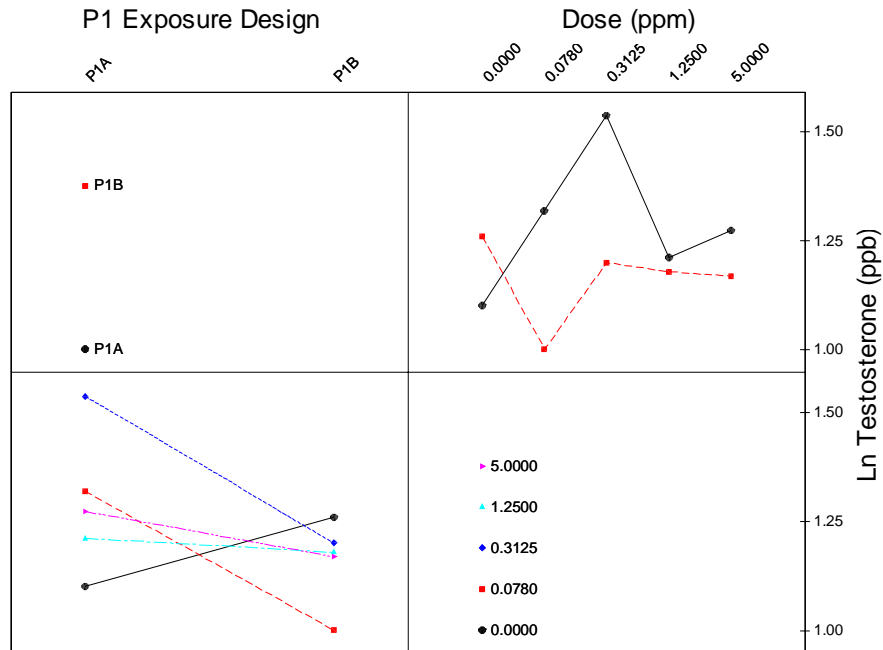 P1 Exposure Design
Dose (ppm)
P1A
P1B
0.0000
0.0780
0.3125
1.2500
5.0000
P1B
P1A
1.50
1.25
1.00
Ln Testosterone (ppb)
5.0000
1.2500
0.3125
0.0780
0.0000
1.50
1.25
1.00